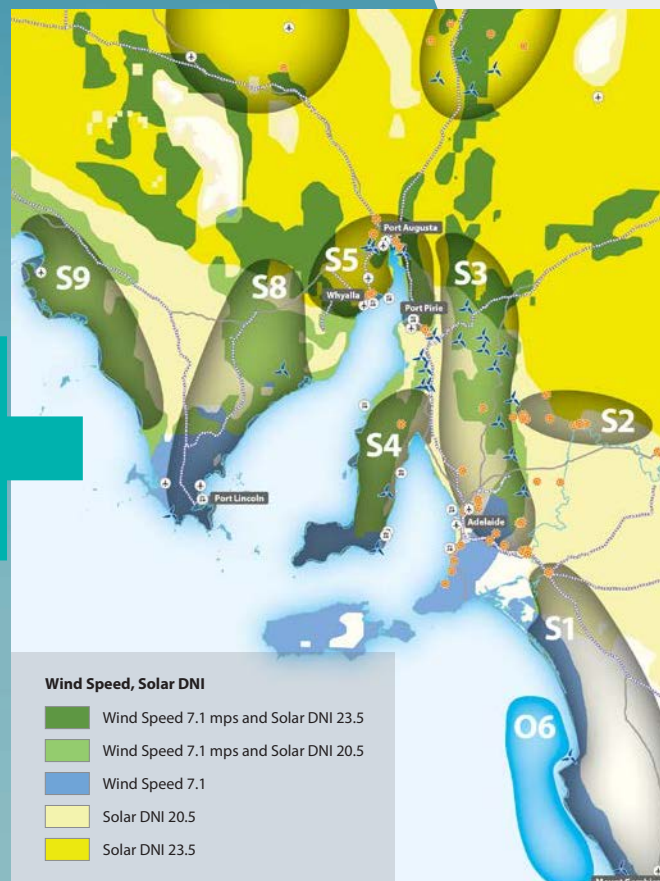 Port Augusta
S5
S9
S8
S3
Whyalla
Port Pirie
S2
S4
Port Lincoln
Adelaide
S1
O6
Wind Speed, Solar DNI
Wind Speed 7.1 mps and Solar DNI 23.5
Wind Speed 7.1 mps and Solar DNI 20.5
Wind Speed 7.1
Solar DNI 20.5
Solar DNI 23.5